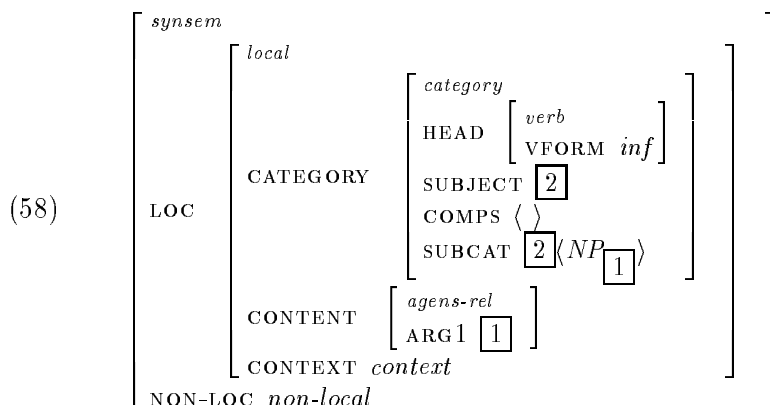 synsem
local
category
HEAD verb
VFORM inf
CATEGORY
SUBJECT 2
(58) LOC
COMPS ⟨ ⟩
SUBCAT 2 ⟨NP 1 ⟩
CONTENT agens-rel
ARG1 1
CONTEXT context
NON-LOC non-local